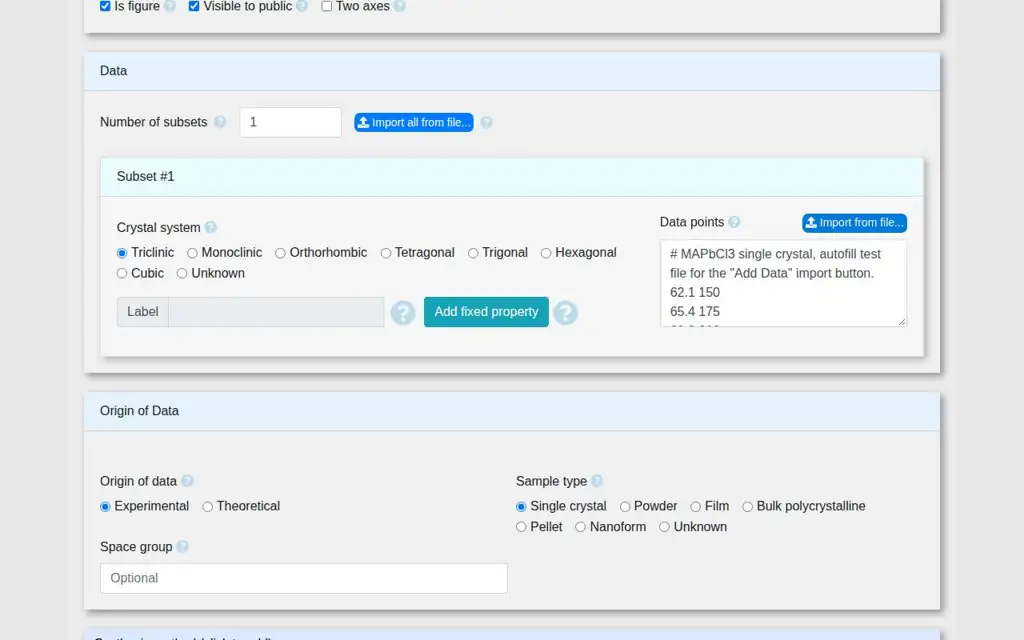 Is figure Visible to public Two axes
Data
Number of subsets 1 Import all from file...
Subset #1
Crystal system
Triclinic Monoclinic Orthorhombic Tetragonal Trigonal Hexagonal
Cubic Unknown
Label Add fixed property
Data points Import from file...
# MAPbCl3 single crystal, autofill test
file for the "Add Data" import button.
62.1 150
65.4 175
Origin of Data
Origin of data
Experimental Theoretical
Sample type
Single crystal Powder Film Bulk polycrystalline
Pellet Nanoform Unknown
Space group
Optional